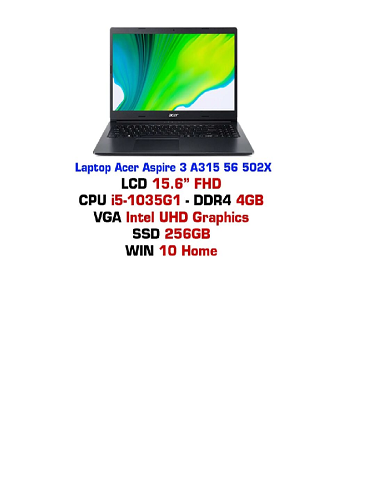 acer
Laptop Acer Aspire 3 A315 56 502X
LCD 15.6” FHD
CPU i5-1035G1 - DDR4 4GB
VGA Intel UHD Graphics
SSD 256GB
WIN 10 Home